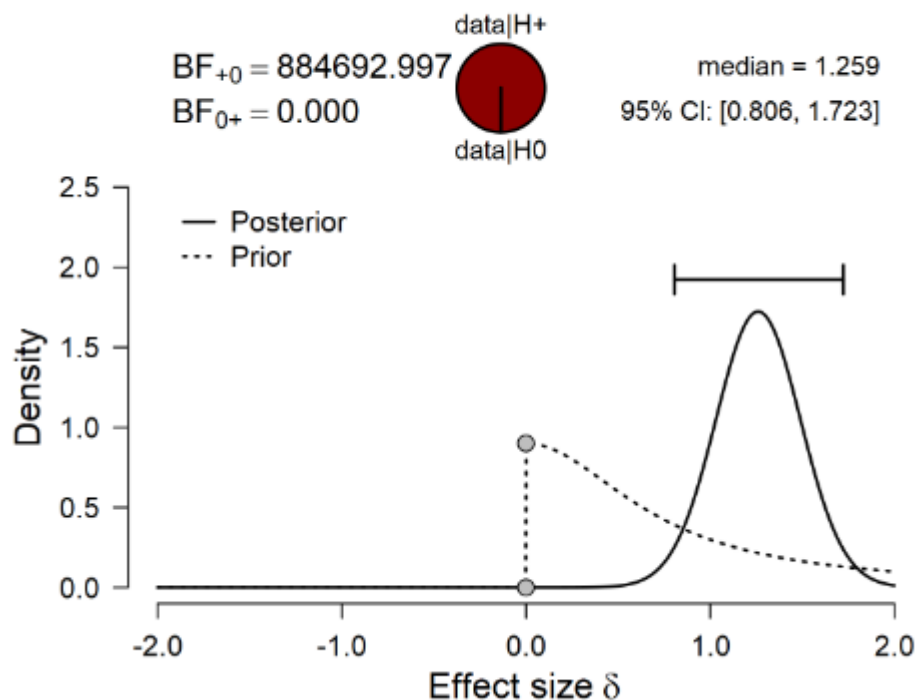 data|H+
BF₊₀ = 884692.997
BF₀₊ = 0.000
median = 1.259
95% CI: [0.806, 1.723]
data|H0
2.5
2.0
1.5
1.0
0.5
0.0
Density
Posterior
Prior
-2.0 -1.0 0.0 1.0 2.0
Effect size δ